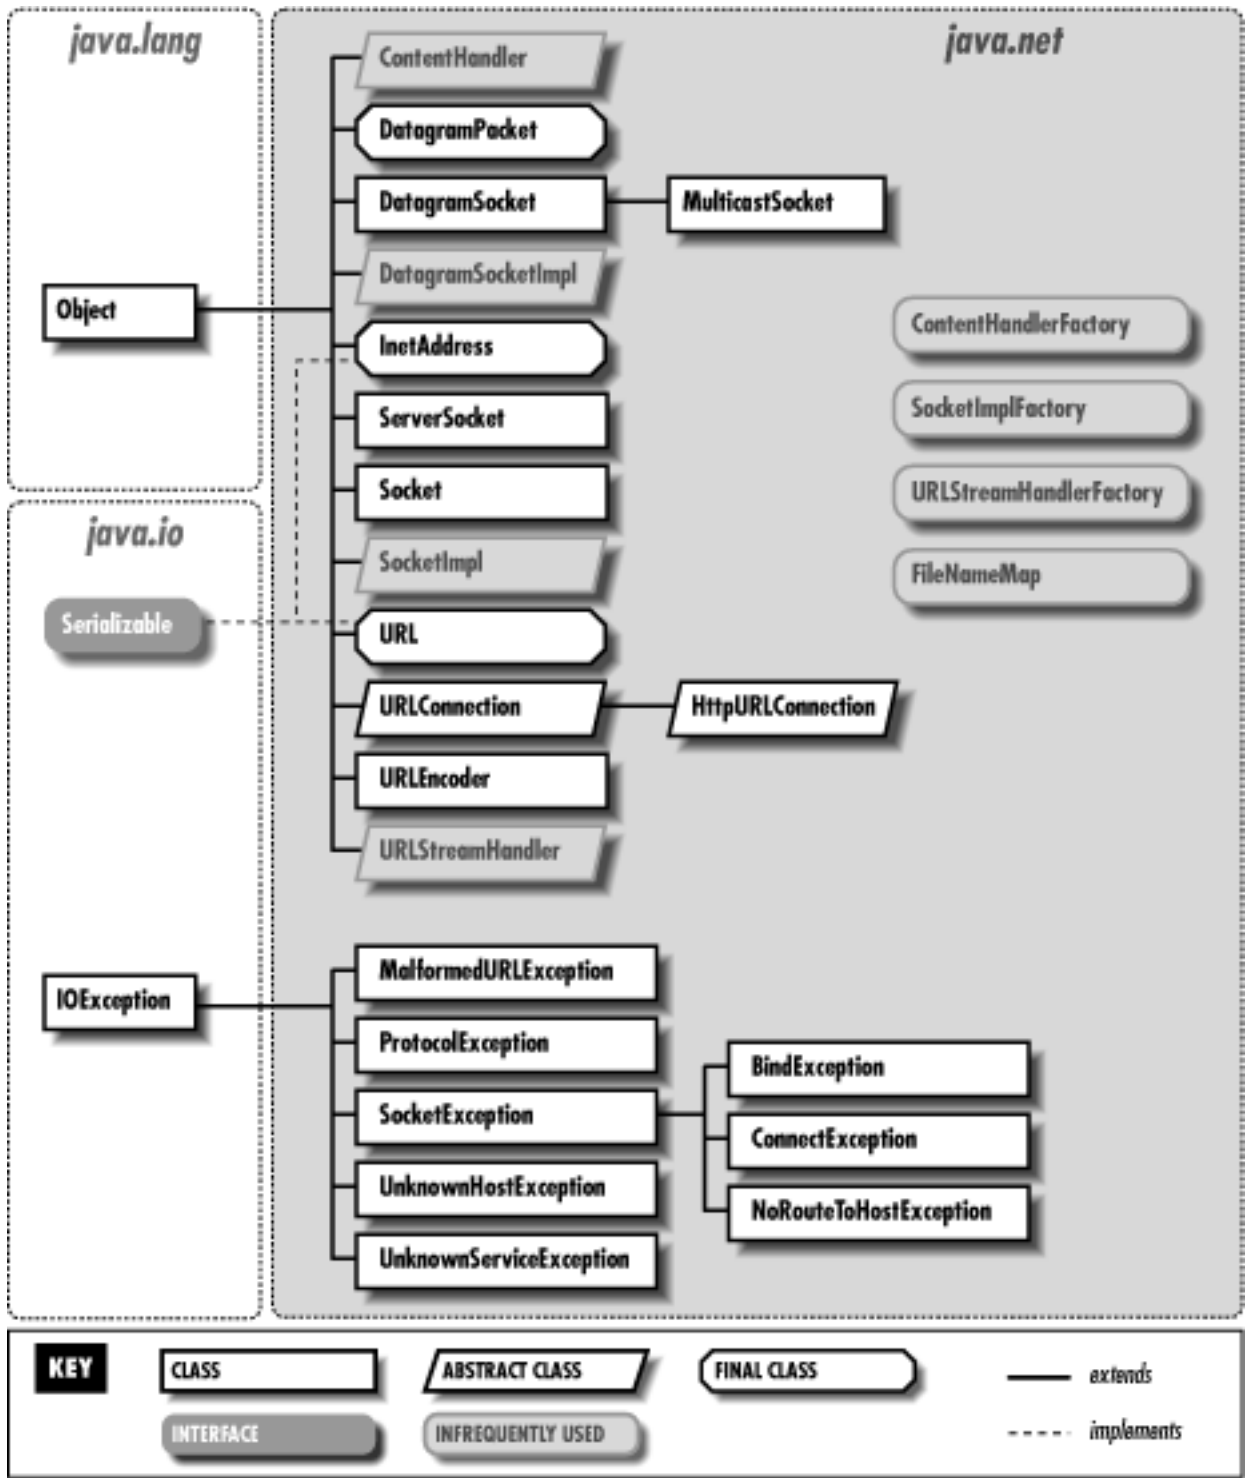 java.lang
java.net
ContentHandler
DatagramPacket
DatagramSocket
MulticastSocket
DatagramSocketImpl
Object
ContentHandlerFactory
InetAddress
SocketImplFactory
ServerSocket
Socket
URLStreamHandlerFactory
java.io
SocketImpl
FileNameMap
Serializable
URL
URLConnection
HttpURLConnection
URLEncoder
URLStreamHandler
MalformedURLException
IOException
ProtocolException
BindException
SocketException
ConnectException
UnknownHostException
NoRouteToHostException
UnknownServiceException
KEY
CLASS
ABSTRACT CLASS
FINAL CLASS
extends
INTERFACE
INFREQUENTLY USED
implements